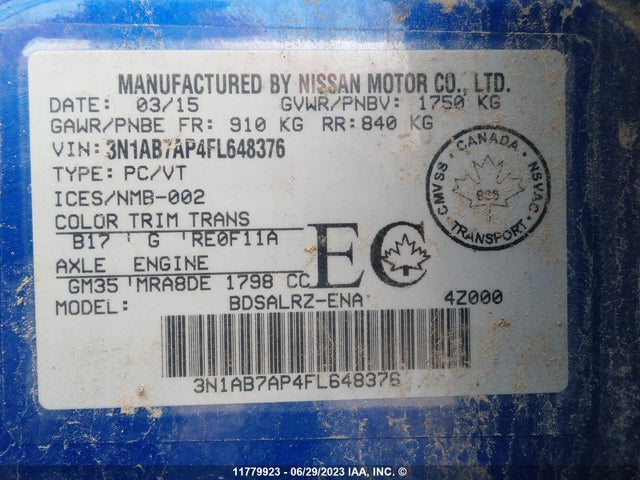 MANUFACTURED BY NISSAN MOTOR CO., LTD.
DATE: 03/15 GVWR/PNBV: 1750 KG
GAWR/PNBE FR: 910 KG RR: 840 KG
VIN: 3N1AB7AP4FL648376
TYPE: PC/VT
ICES/NMB-002
COLOR TRIM TRANS
B17 G RE0F11A
AXLE ENGINE
GM35 MRA8DE 1798 CC
MODEL: BDSALRZ-ENA 4Z000
EC
CANADA
CMVSS NSVAC
TRANSPORT
3N1AB7AP4FL648376
11779923 - 06/29/2023 IAA, INC. ©